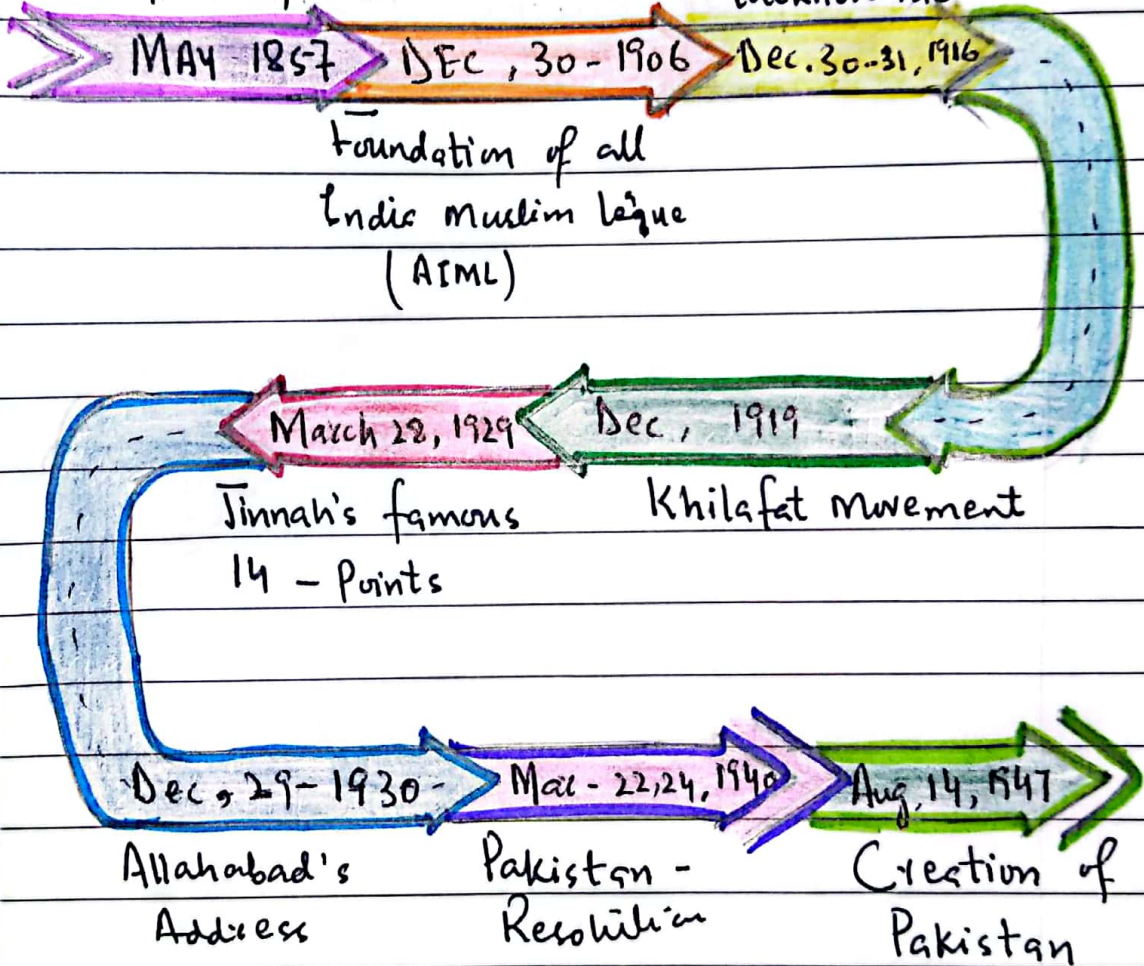 MAY 1857
DEC, 30-1906
Dec. 30-31, 1916
Foundation of all
India Muslim Leigue
(AIML)
March 28, 1929
Dec, 1919
Jinnah's famous
14 - Points
Khilafat Movement
Dec, 29-1930-
Mar - 22,24, 1940
Aug, 14, 1947
Allahabad's
Address
Pakistan -
Resolution
Creation of
Pakistan